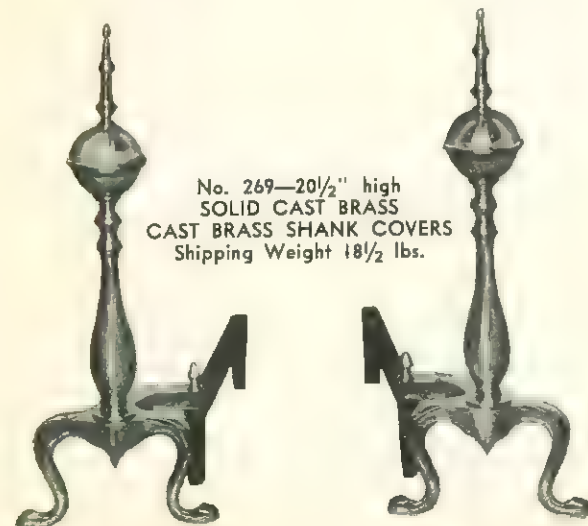 No. 269—20½" high
SOLID CAST BRASS
CAST BRASS SHANK COVERS
Shipping Weight 18½ lbs.